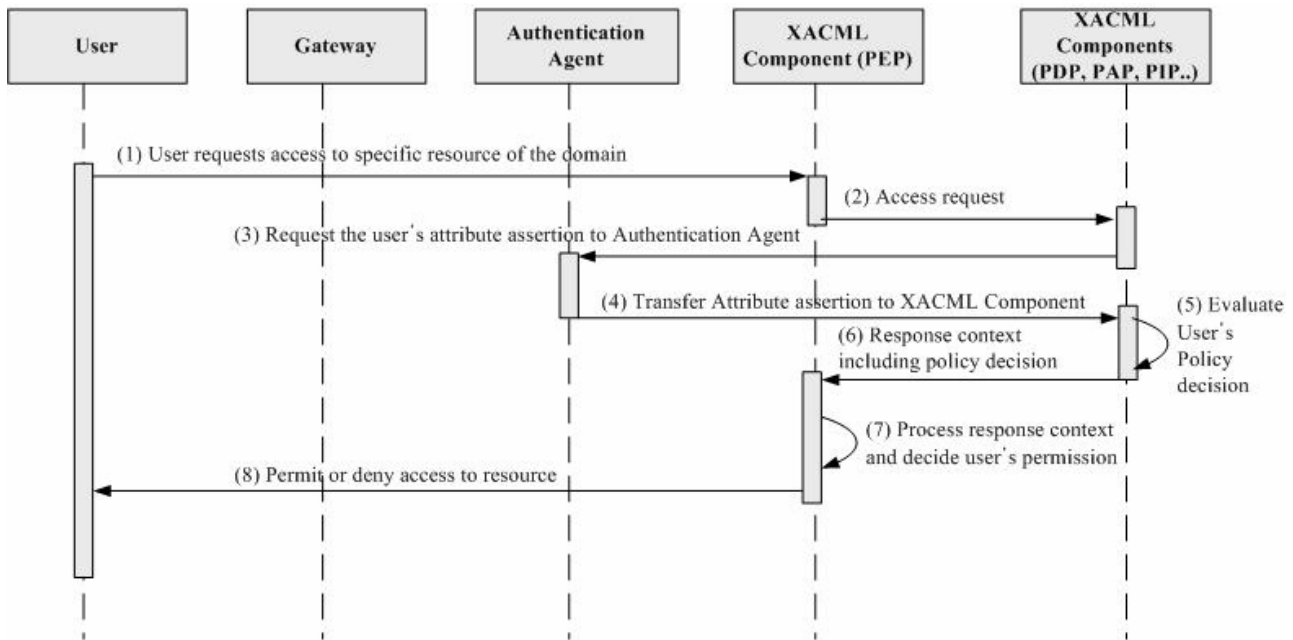 User
Gateway
Authentication
Agent
XACML
Component (PEP)
XACML
Components
(PDP, PAP, PIP..)
(1) User requests access to specific resource of the domain
(2) Access request
(3) Request the user´s attribute assertion to Authentication Agent
(4) Transfer Attribute assertion to XACML Component
(5) Evaluate
User´s
Policy
decision
(6) Response context
including policy decision
(7) Process response context
and decide user´s permission
(8) Permit or deny access to resource